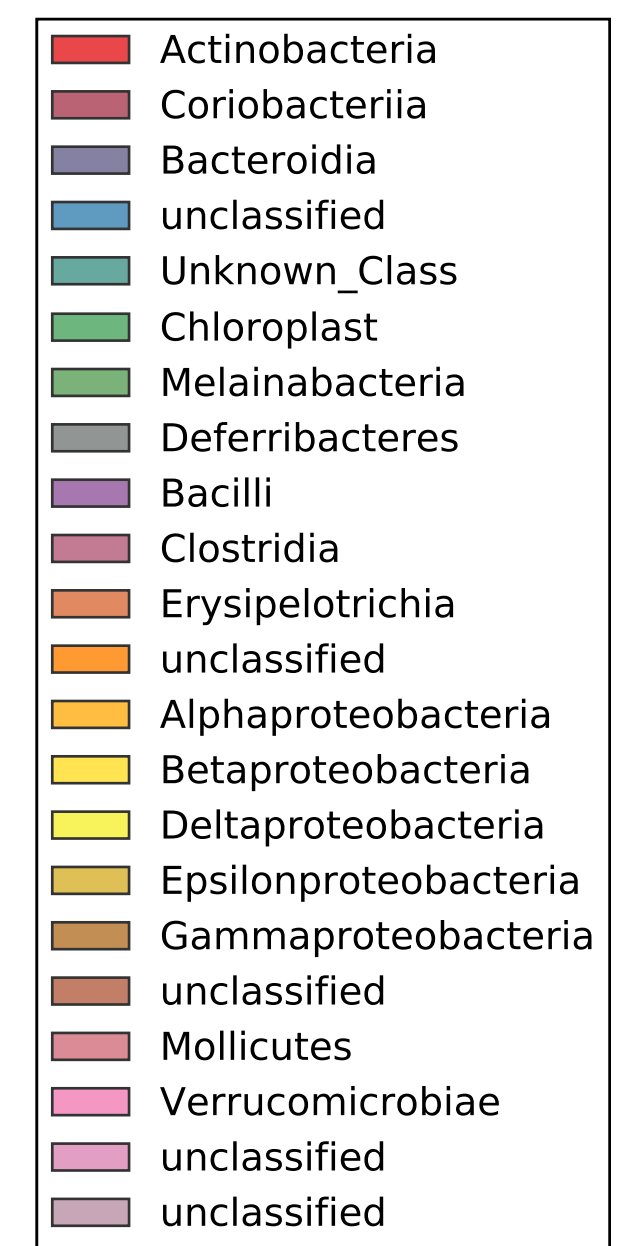 Actinobacteria
Coriobacteriia
Bacteroidia
unclassified
Unknown_Class
Chloroplast
Melainabacteria
Deferribacteres
Bacilli
Clostridia
Erysipelotrichia
unclassified
Alphaproteobacteria
Betaproteobacteria
Deltaproteobacteria
Epsilonproteobacteria
Gammaproteobacteria
unclassified
Mollicutes
Verrucomicrobiae
unclassified
unclassified